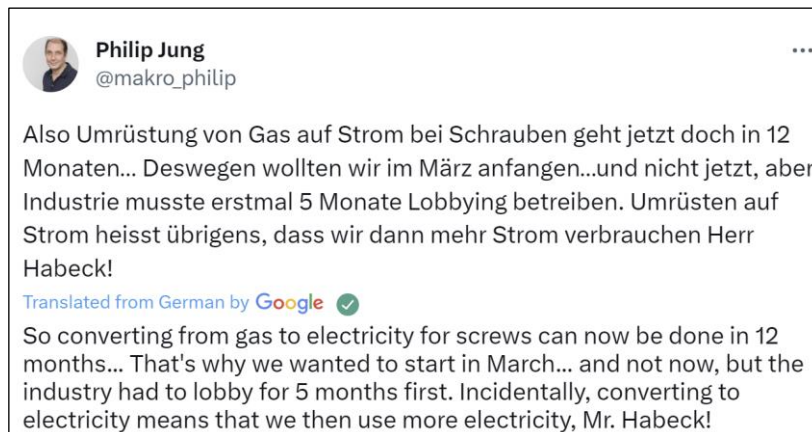 Philip Jung
@makro_philip
Also Umrüstung von Gas auf Strom bei Schrauben geht jetzt doch in 12
Monaten... Deswegen wollten wir im März anfangen...und nicht jetzt, aber
Industrie musste erstmal 5 Monate Lobbying betreiben. Umrüsten auf
Strom heisst übrigens, dass wir dann mehr Strom verbrauchen Herr
Habeck!
Translated from German by Google
So converting from gas to electricity for screws can now be done in 12
months... That's why we wanted to start in March... and not now, but the
industry had to lobby for 5 months first. Incidentally, converting to
electricity means that we then use more electricity, Mr. Habeck!